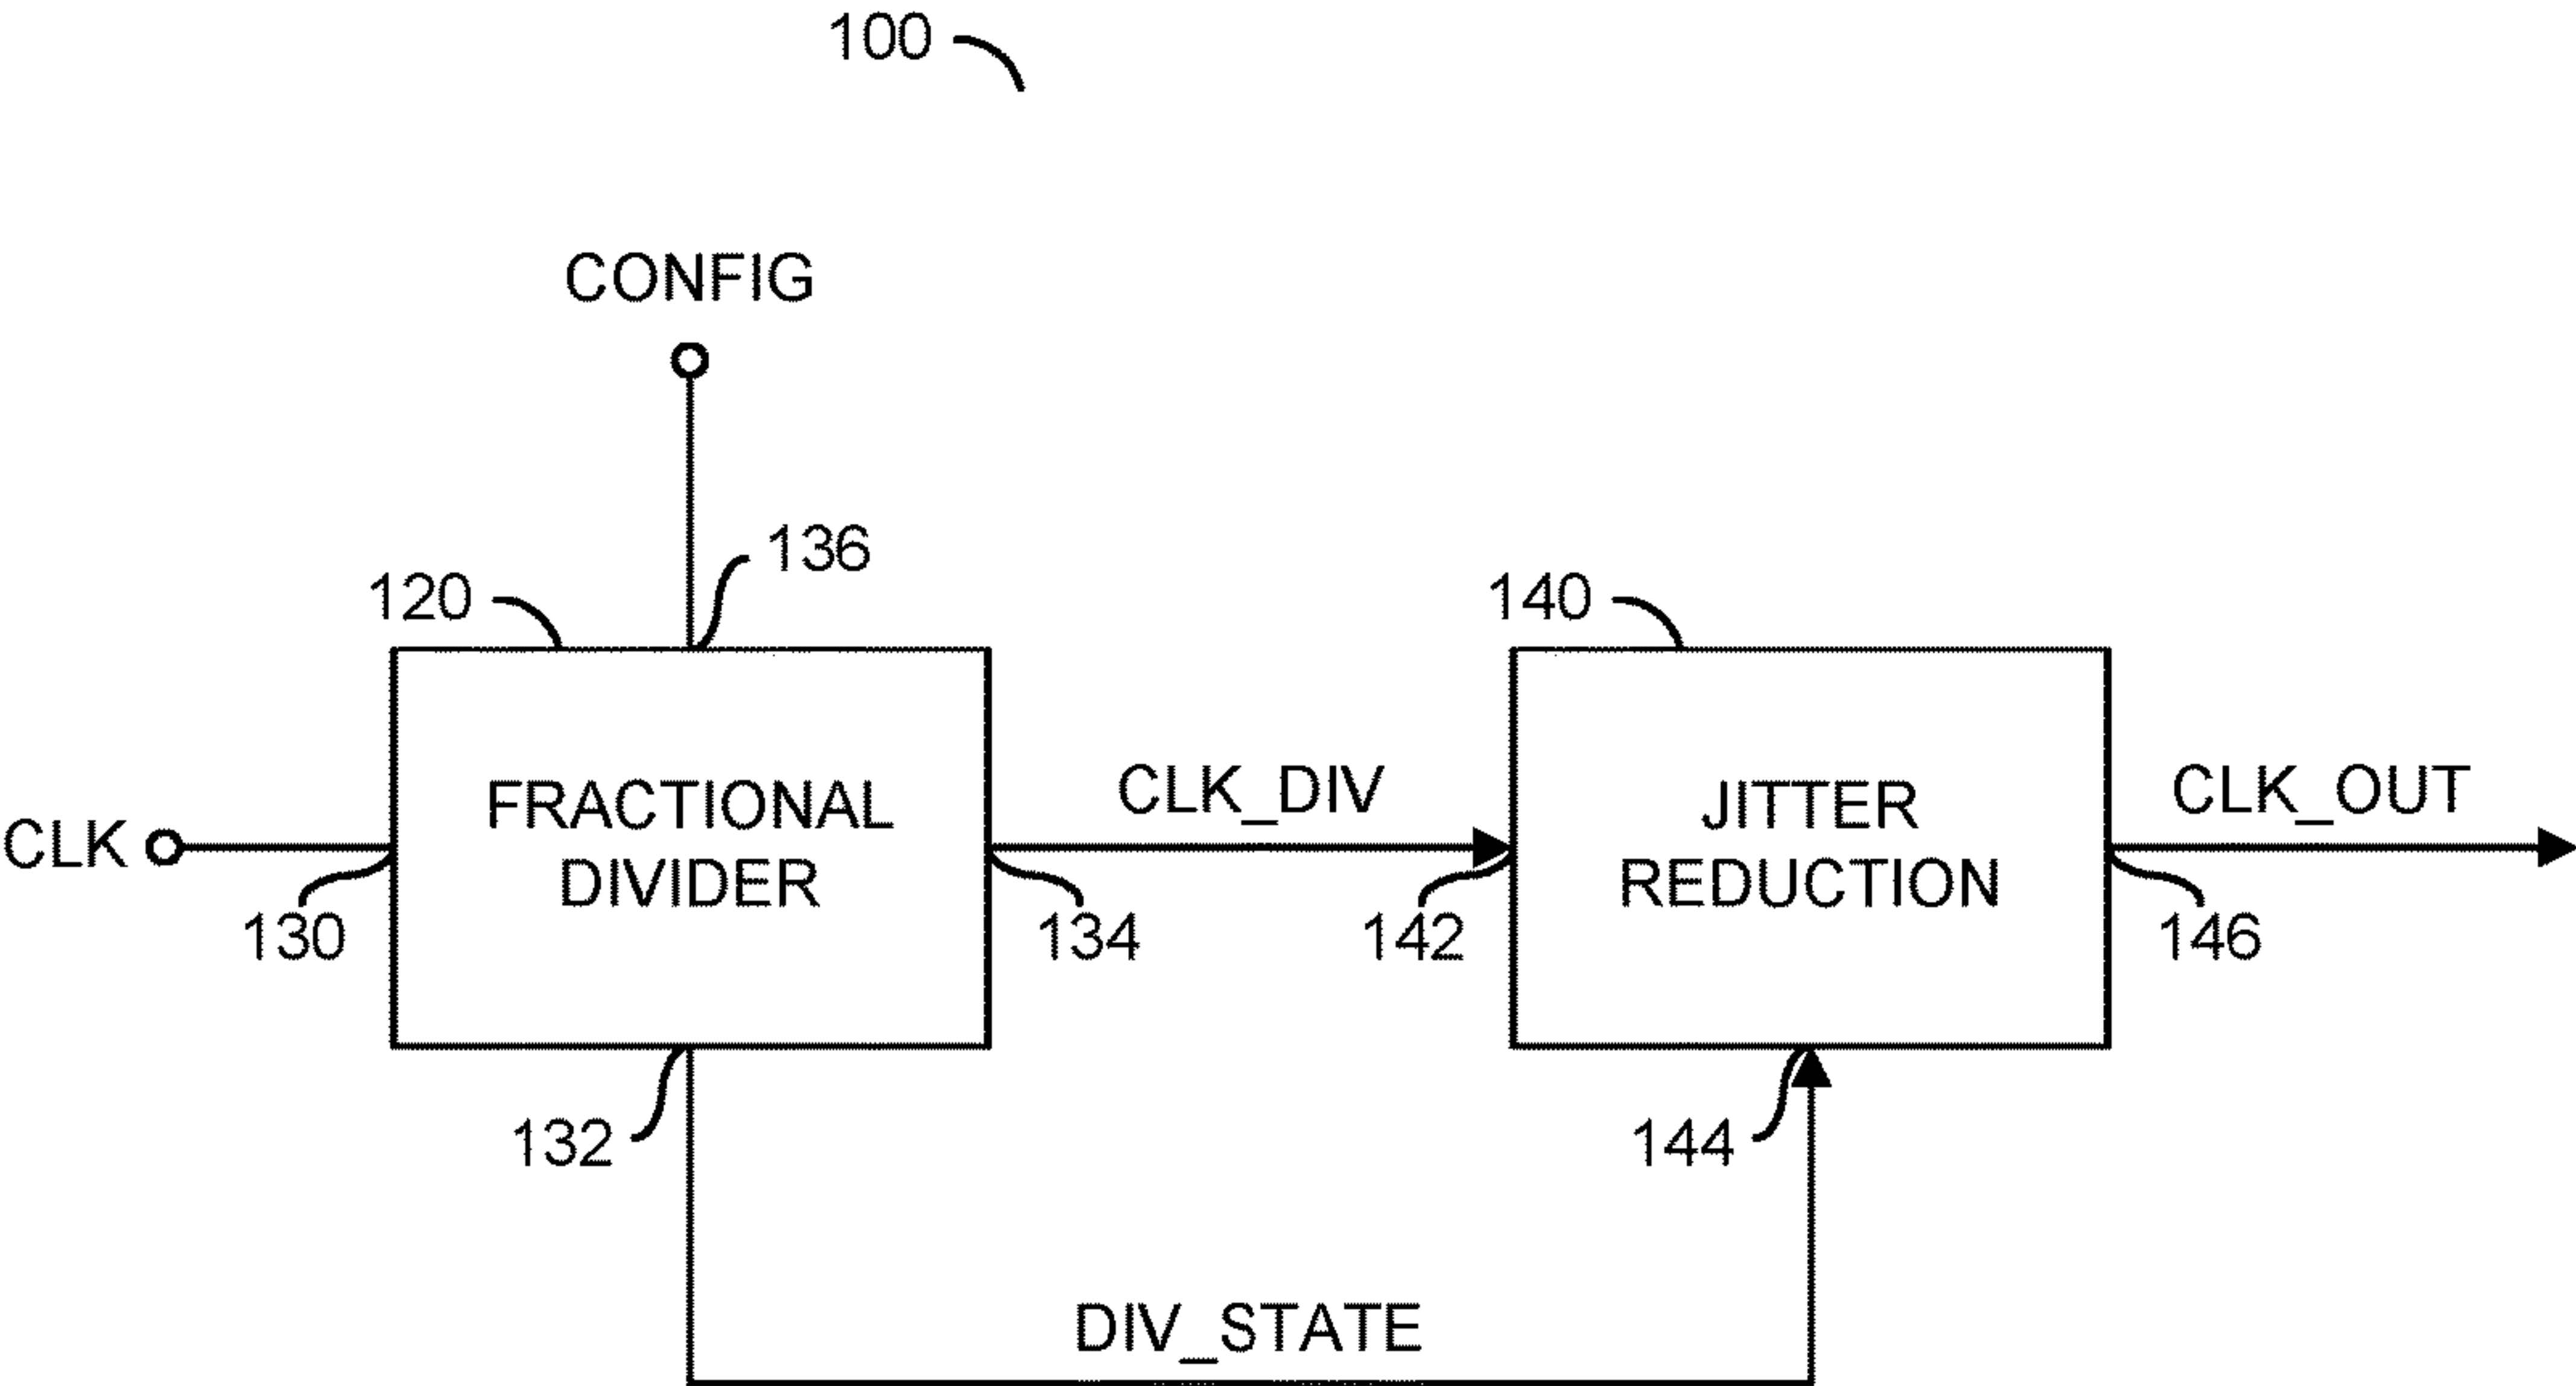 100
CONFIG
136
120
140
FRACTIONAL
DIVIDER
JITTER
REDUCTION
CLK
CLK_DIV
CLK_OUT
130
134
142
146
132
144
DIV_STATE